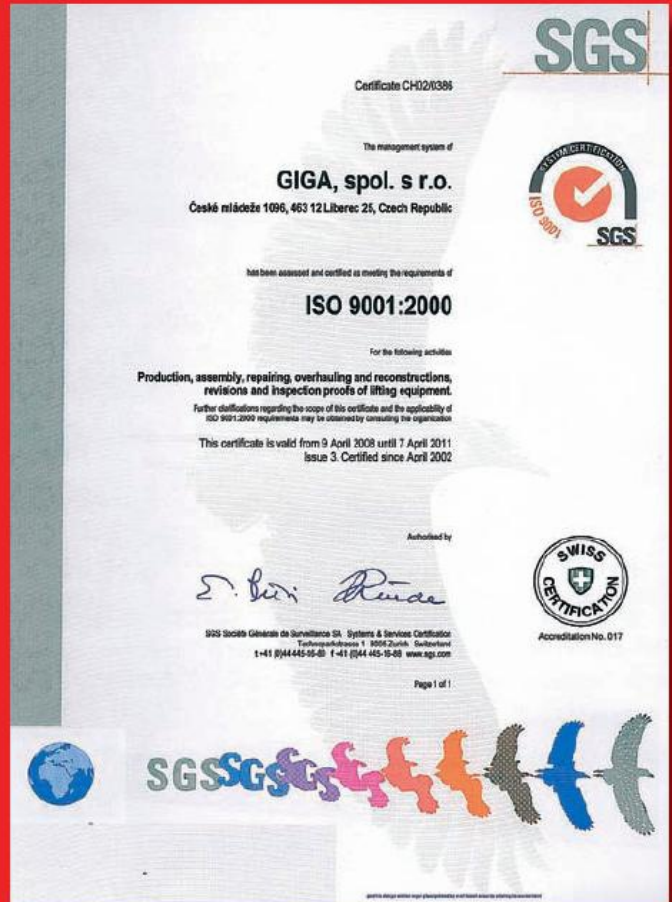 SGS
Certificate CH02/0386
The management system of
GIGA, spol. s r.o.
České mládeže 1096, 463 12 Liberec 25, Czech Republic
SYSTEM CERTIFICATION
ISO 9001
SGS
has been assessed and certified as meeting the requirements of
ISO 9001:2000
For the following activities
Production, assembly, repairing, overhauling and reconstructions,
revisions and inspection proofs of lifting equipment.
Further clarifications regarding the scope of this certificate and the applicability of
ISO 9001:2000 requirements may be obtained by consulting the organization
This certificate is valid from 9 April 2008 until 7 April 2011
Issue 3. Certified since April 2002
Authorised by
SWISS
CERTIFICATION
Accreditation No. 017
SGS Société Générale de Surveillance SA Systems & Services Certification
Technoparkstrasse 1 8005 Zurich Switzerland
t +41 (0)44 445-16-80 f +41 (0)44 445-16-88 www.sgs.com
Page 1 of 1
SGS SGS SGS